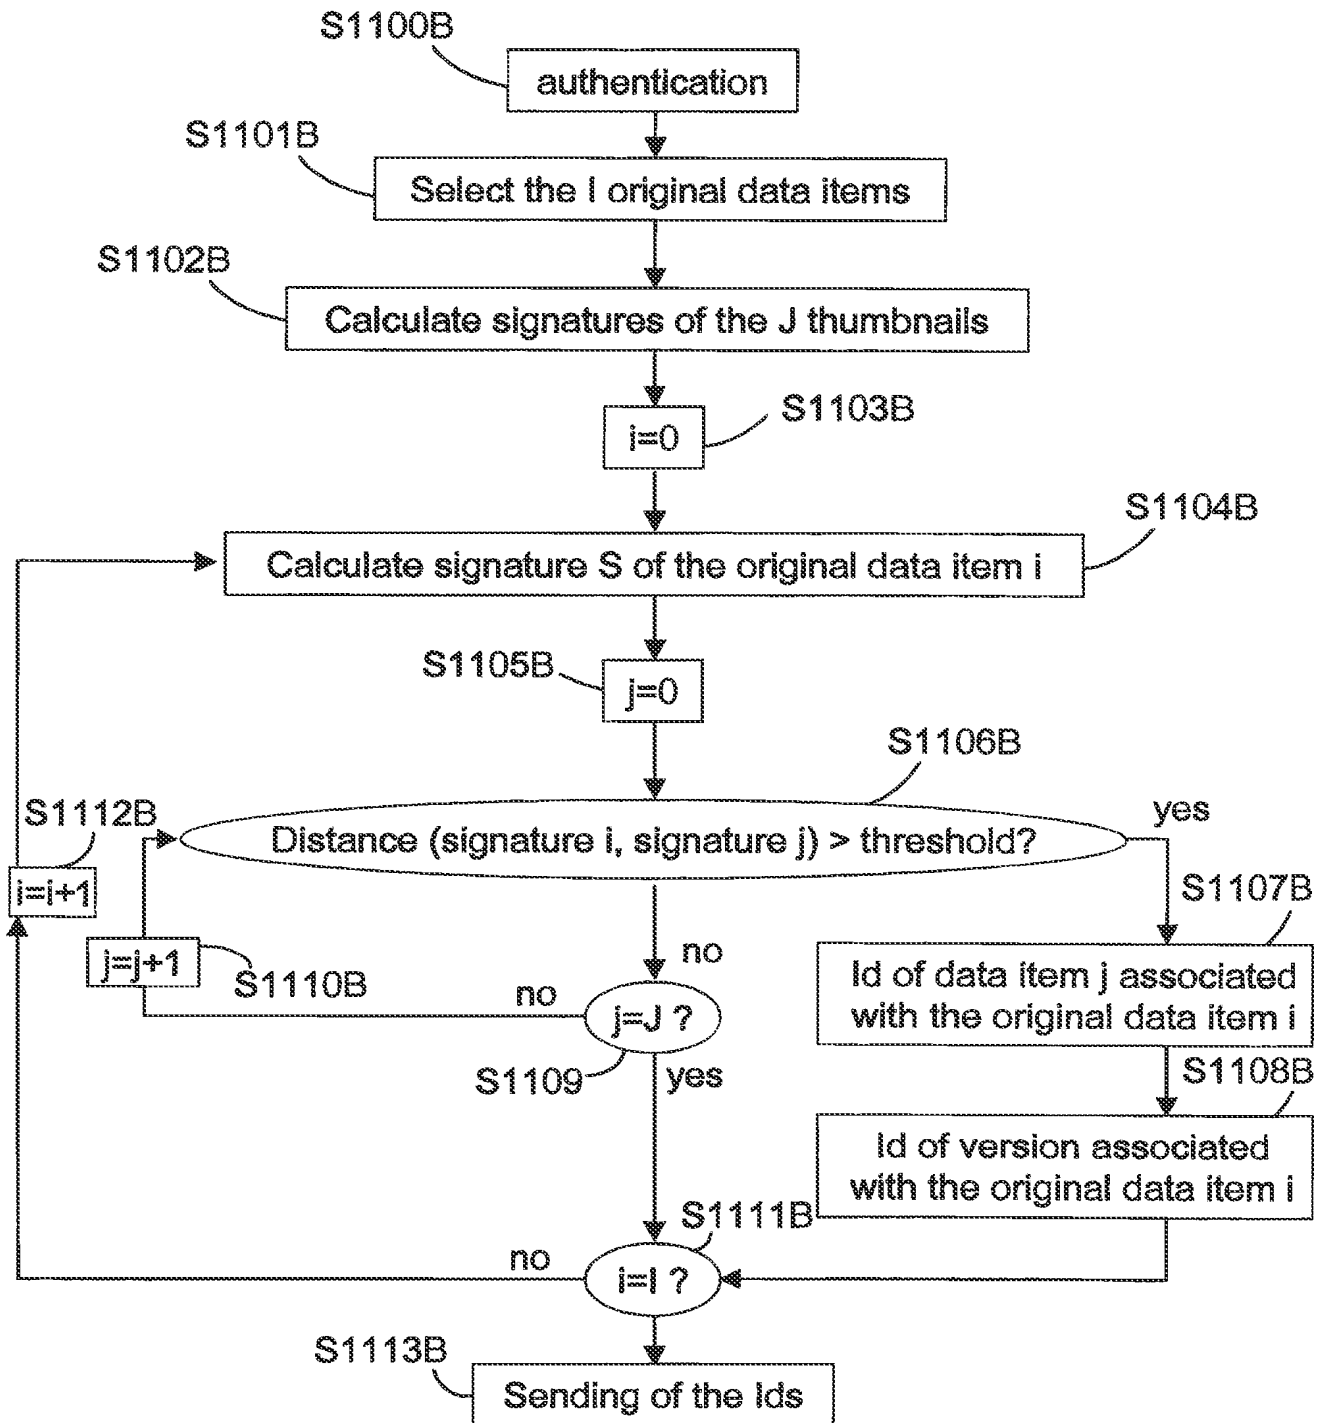 S1100B
authentication
S1101B
Select the I original data items
S1102B
Calculate signatures of the J thumbnails
S1103B
i=0
S1104B
Calculate signature S of the original data item i
S1105B
j=0
S1106B
Distance (signature i, signature j) > threshold?
yes
S1112B
i=i+1
S1107B
Id of data item j associated
with the original data item i
no
j=j+1
S1110B
no
j=J ?
S1109
yes
S1108B
Id of version associated
with the original data item i
S1111B
no
i=I ?
S1113B
Sending of the Ids